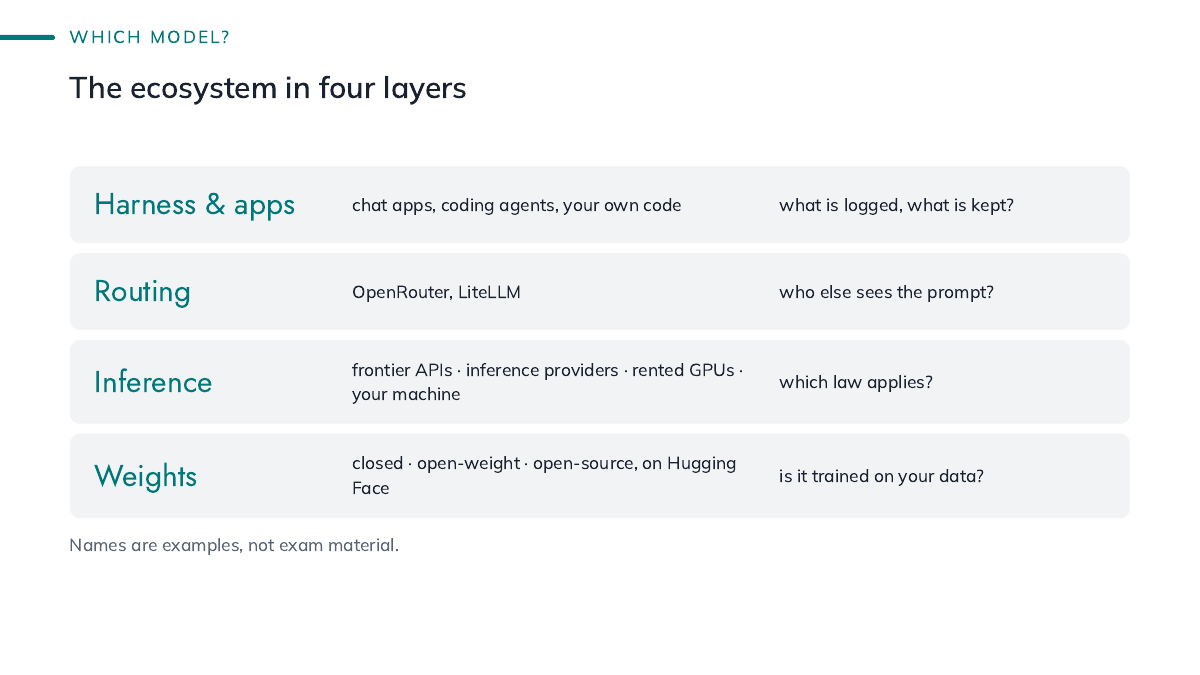 WHICH MODEL?
The ecosystem in four layers
Harness & apps
chat apps, coding agents, your own code
what is logged, what is kept?
Routing
OpenRouter, LiteLLM
who else sees the prompt?
Inference
frontier APIs · inference providers · rented GPUs ·
your machine
which law applies?
Weights
closed · open-weight · open-source, on Hugging
Face
is it trained on your data?
Names are examples, not exam material.